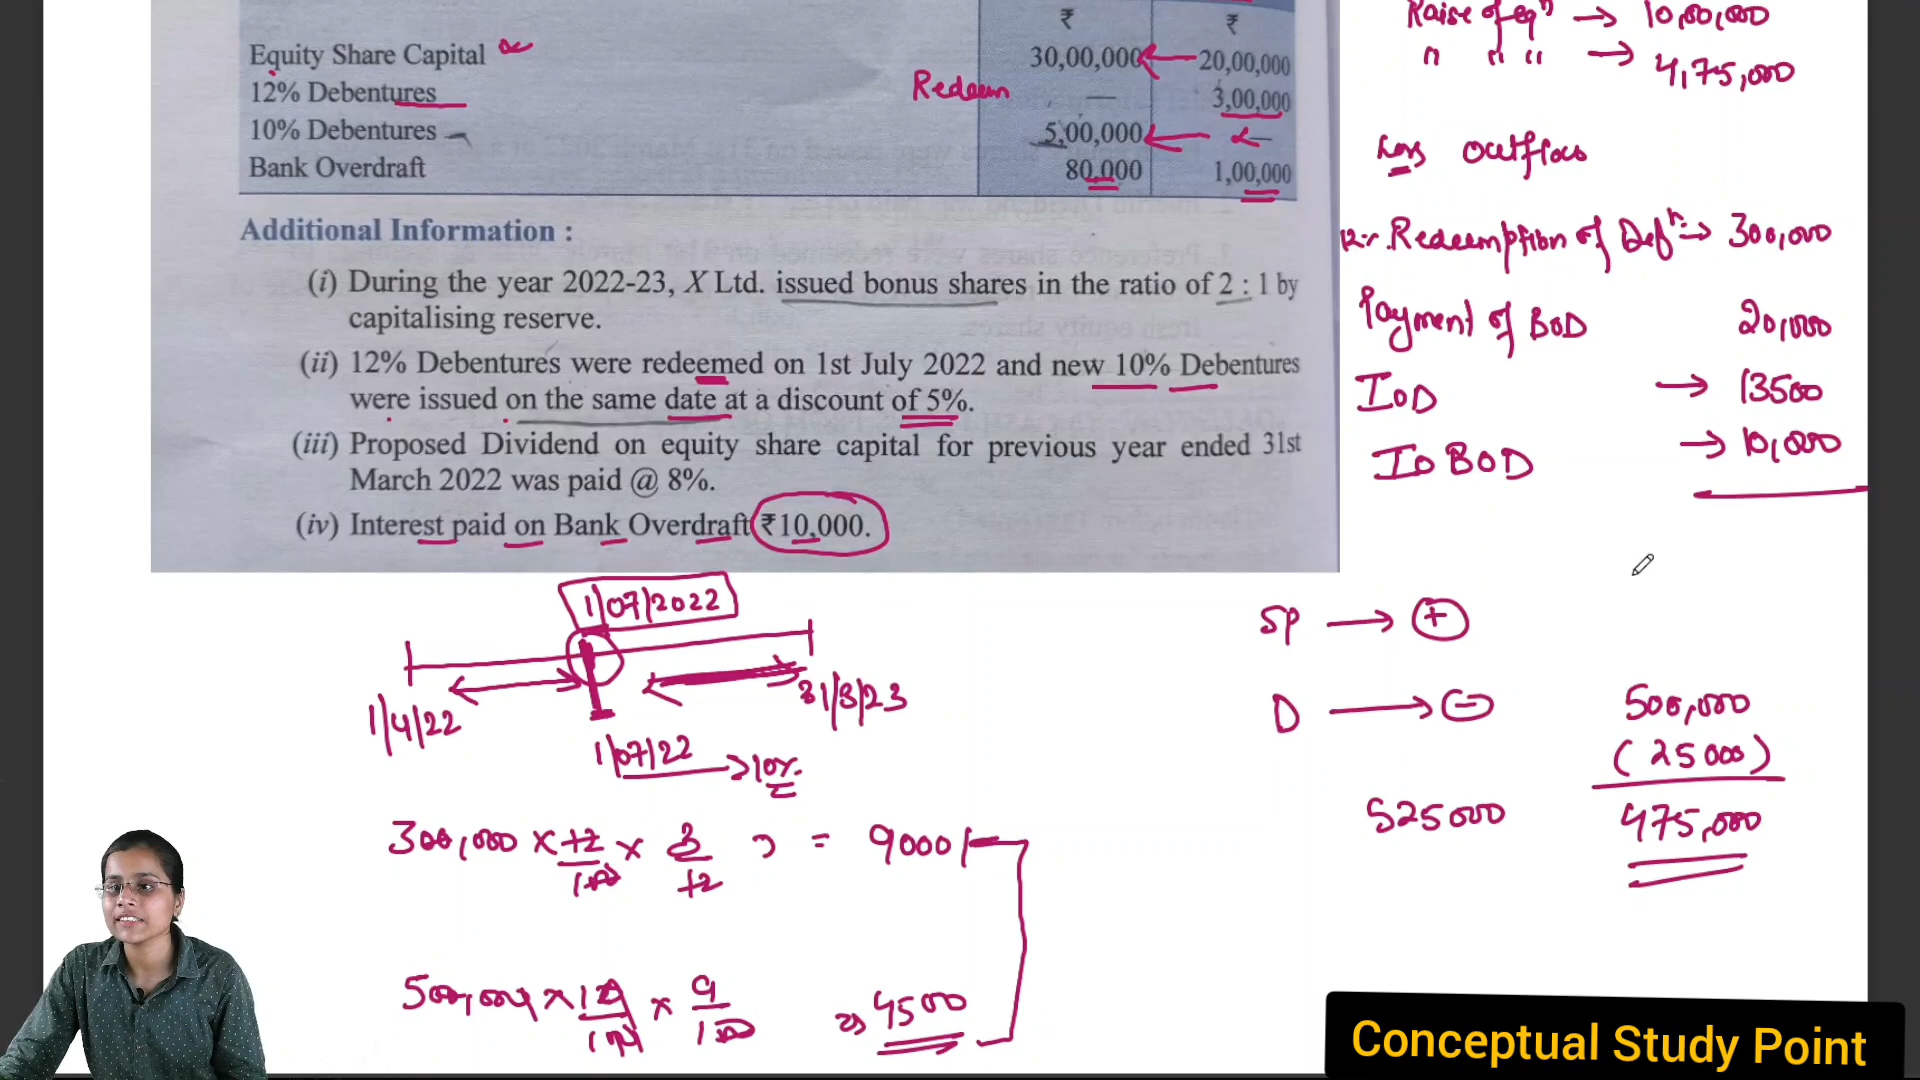 ₹ ₹
Equity Share Capital 30,00,000 20,00,000
12% Debentures Redeem — 3,00,000
10% Debentures 5,00,000 —
Bank Overdraft 80,000 1,00,000
Additional Information :
(i) During the year 2022-23, X Ltd. issued bonus shares in the ratio of 2 : 1 by
capitalising reserve.
(ii) 12% Debentures were redeemed on 1st July 2022 and new 10% Debentures
were issued on the same date at a discount of 5%.
(iii) Proposed Dividend on equity share capital for previous year ended 31st
March 2022 was paid @ 8%.
(iv) Interest paid on Bank Overdraft ₹10,000.
Raise of eqⁿ → 10,00,000
" " " → 4,75,000
Less outflow
12% Redeemption of Debⁿ → 300,000
Payment of BOD 20,000
IOD → 13500
IO BOD → 10,000
1/07/2022
1/4/22
31/3/23
1/07/22 → 10%
300,000 × 12/100 × 3/12 = 9000/-
4500
SP → +
D → -
500,000
(25000)
475,000
525000
Conceptual Study Point